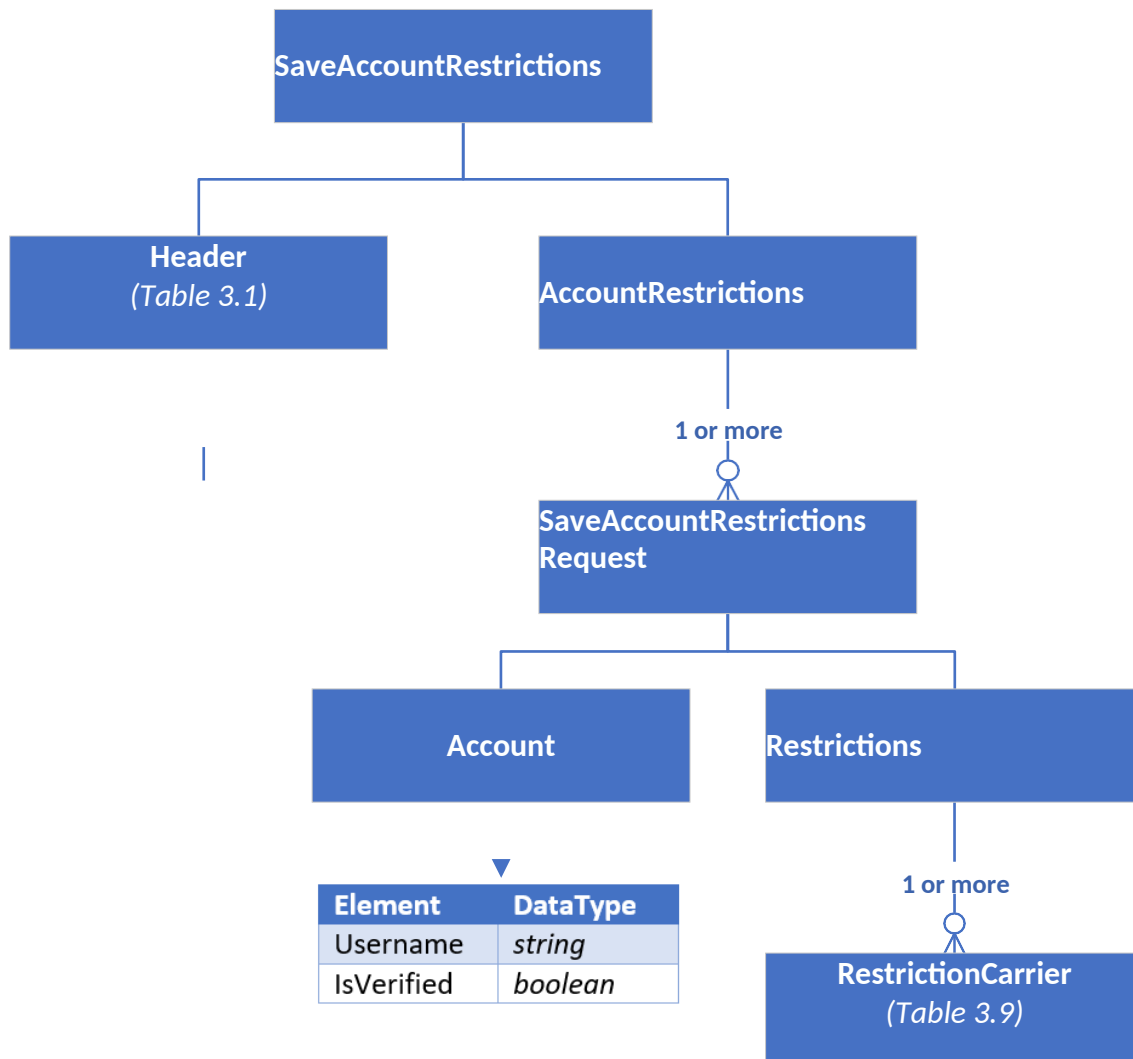 SaveAccountRestrictions
Header
(Table 3.1)
AccountRestrictions
1 or more
SaveAccountRestrictions
Request
Account
Restrictions
1 or more
Element DataType
Username string
IsVerified boolean
RestrictionCarrier
(Table 3.9)